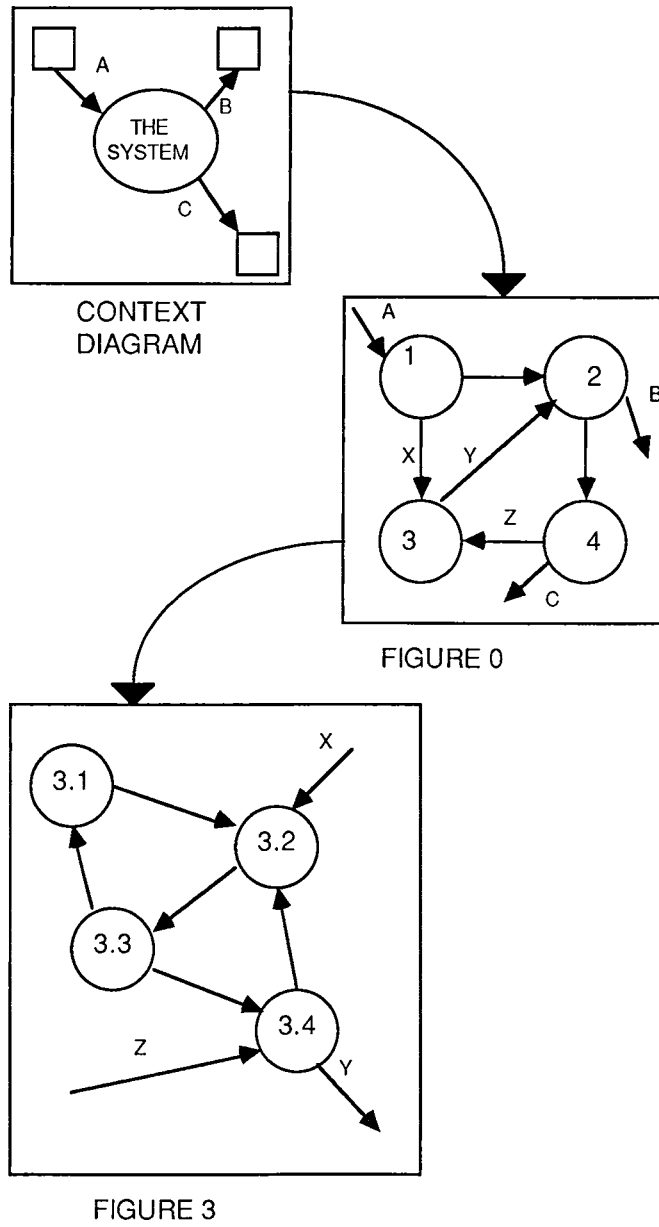 A
B
THE
SYSTEM
C
CONTEXT
DIAGRAM
A
1
2
B
X
Y
3
Z
4
C
FIGURE 0
X
3.1
3.2
3.3
3.4
Z
Y
FIGURE 3